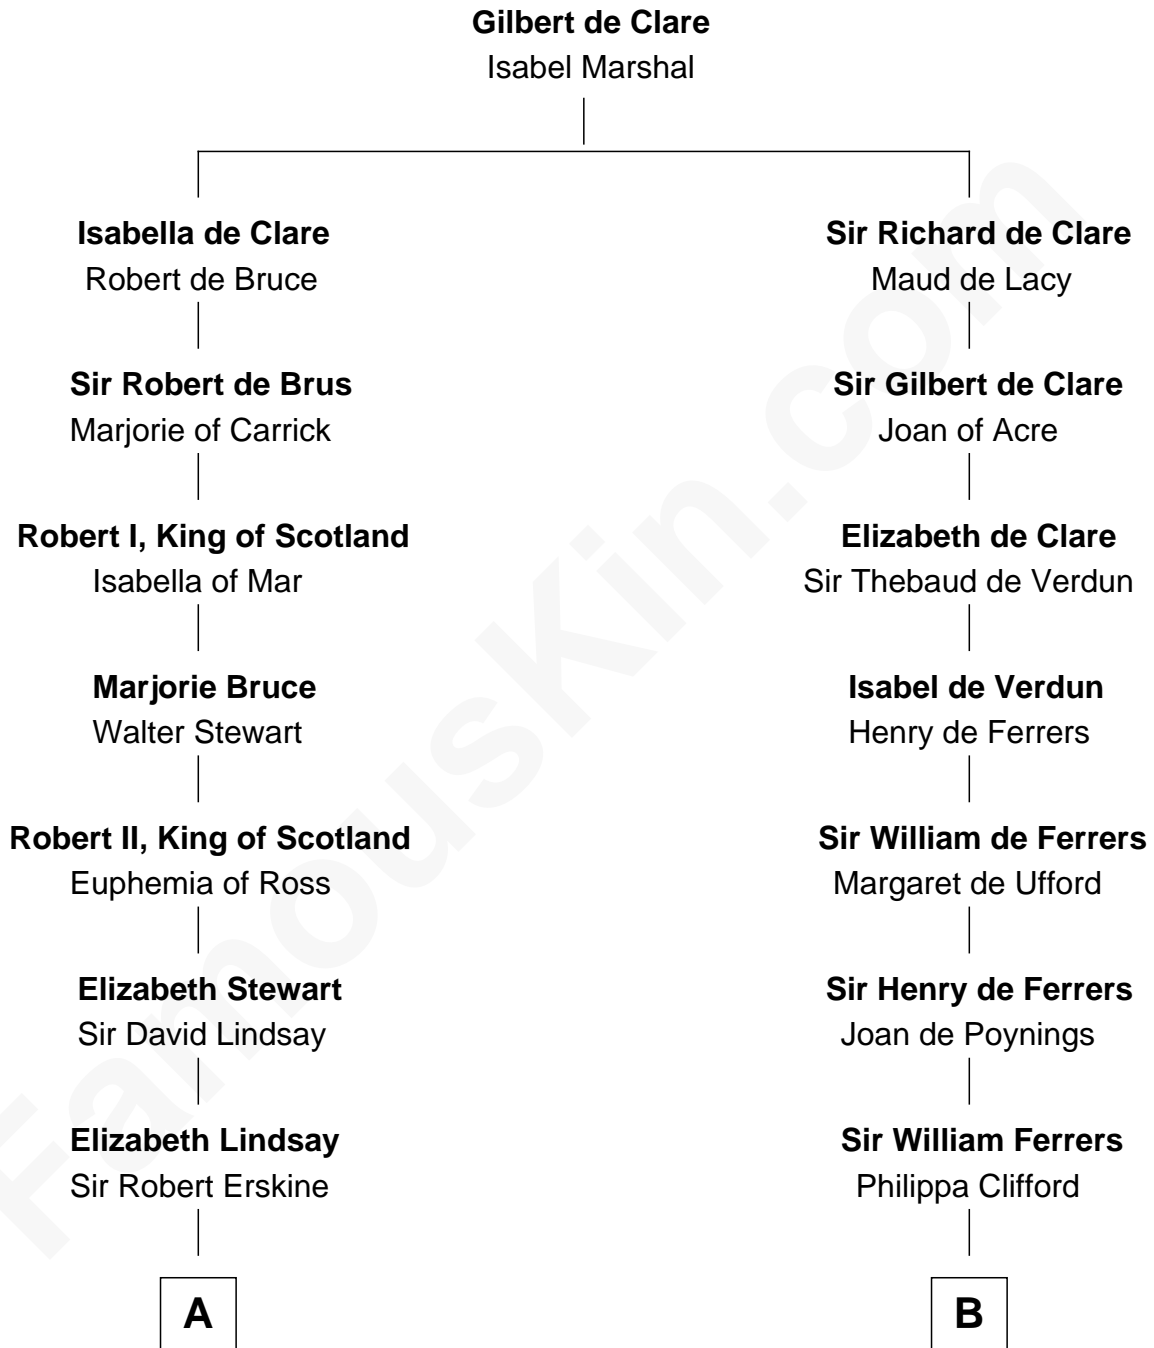 Gilbert de Clare
Isabel Marshal
Isabella de Clare
Robert de Bruce
Sir Robert de Brus
Marjorie of Carrick
Robert I, King of Scotland
Isabella of Mar
Marjorie Bruce
Walter Stewart
Robert II, King of Scotland
Euphemia of Ross
Elizabeth Stewart
Sir David Lindsay
Elizabeth Lindsay
Sir Robert Erskine
A
Sir Richard de Clare
Maud de Lacy
Sir Gilbert de Clare
Joan of Acre
Elizabeth de Clare
Sir Thebaud de Verdun
Isabel de Verdun
Henry de Ferrers
Sir William de Ferrers
Margaret de Ufford
Sir Henry de Ferrers
Joan de Poynings
Sir William Ferrers
Philippa Clifford
B
FamousKin.com